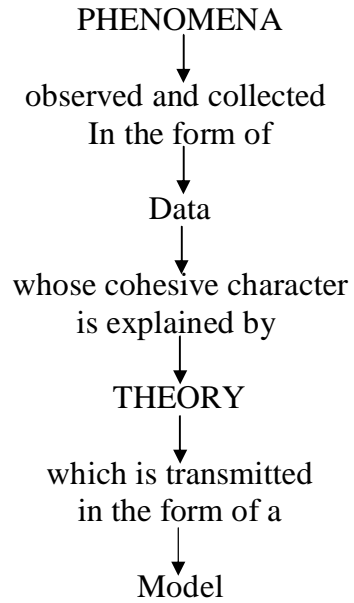 PHENOMENA
observed and collected
In the form of
Data
whose cohesive character
is explained by
THEORY
which is transmitted
in the form of a
Model